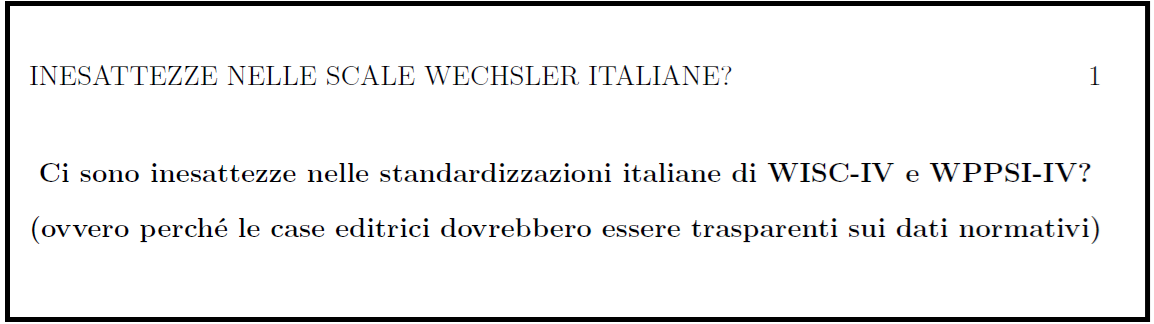 INESATTEZZE NELLE SCALE WECHSLER ITALIANE? 1
Ci sono inesattezze nelle standardizzazioni italiane di WISC-IV e WPPSI-IV?
(ovvero perché le case editrici dovrebbero essere trasparenti sui dati normativi)